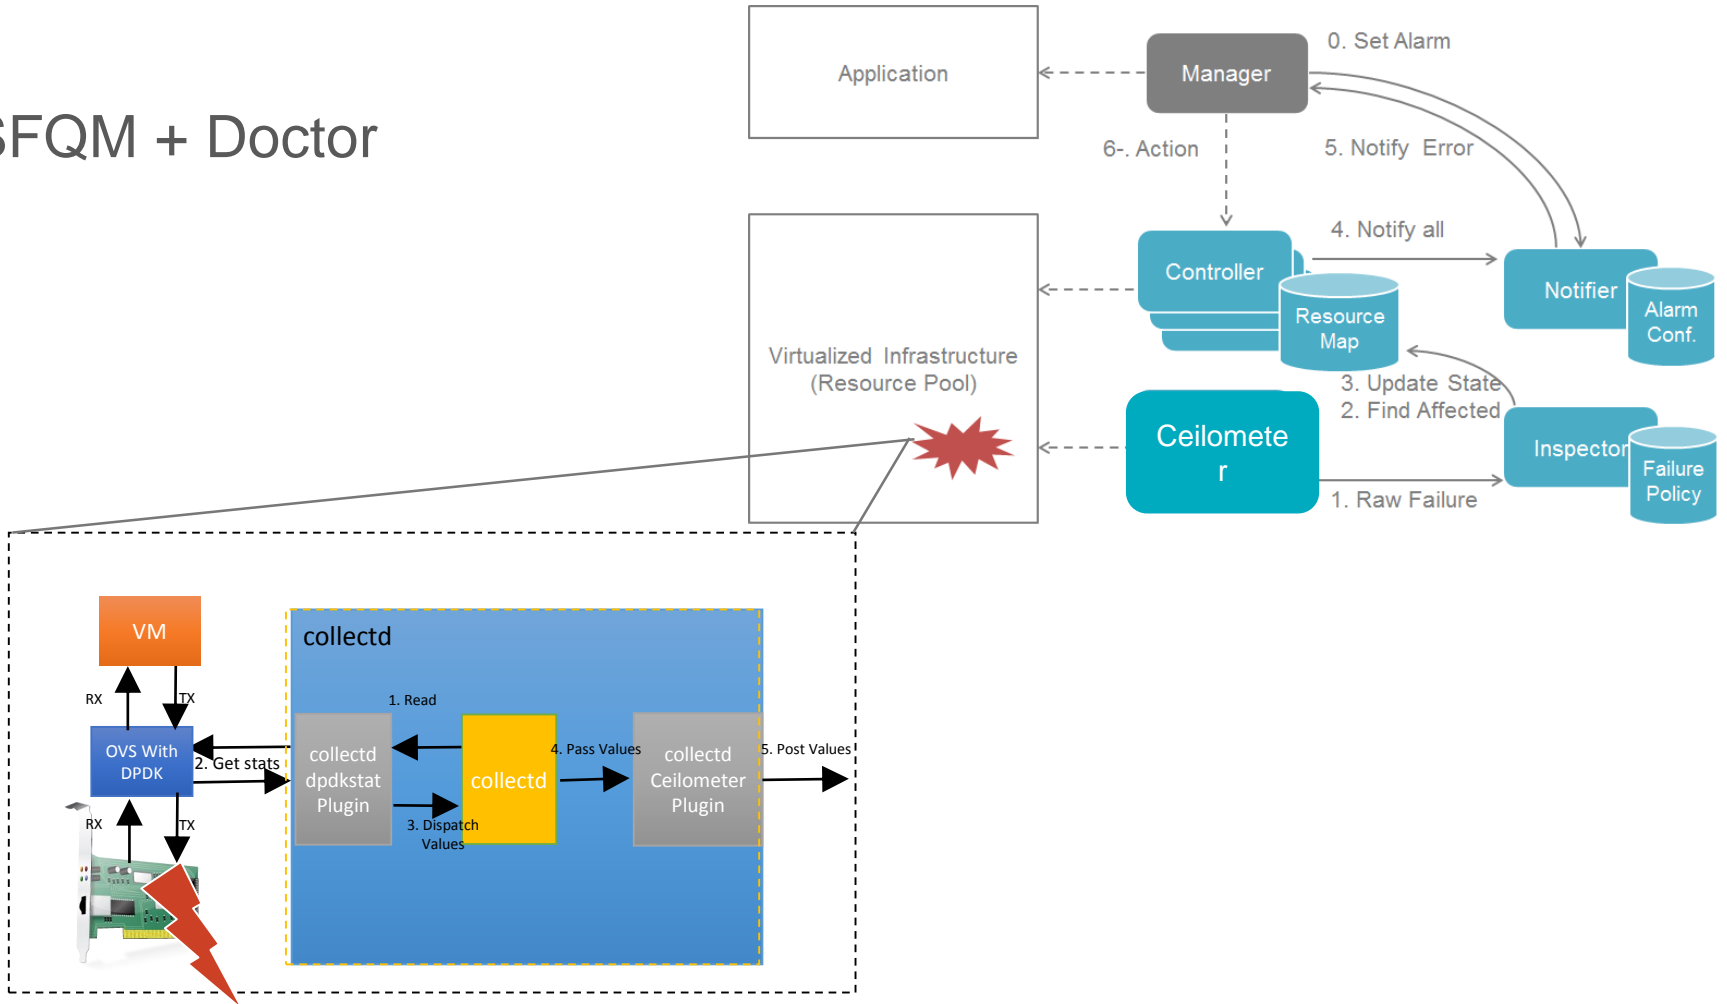 SFQM + Doctor
Application
Manager
0. Set Alarm
6-. Action
5. Notify Error
4. Notify all
Controller
Resource
Map
Notifier
Alarm
Conf.
Virtualized Infrastructure
(Resource Pool)
3. Update State
2. Find Affected
Ceilomete
r
Inspector
Failure
Policy
1. Raw Failure
VM
RX
TX
OVS With
DPDK
2. Get stats
RX
TX
collectd
1. Read
collectd
dpdkstat
Plugin
3. Dispatch
Values
collectd
4. Pass Values
collectd
Ceilometer
Plugin
5. Post Values